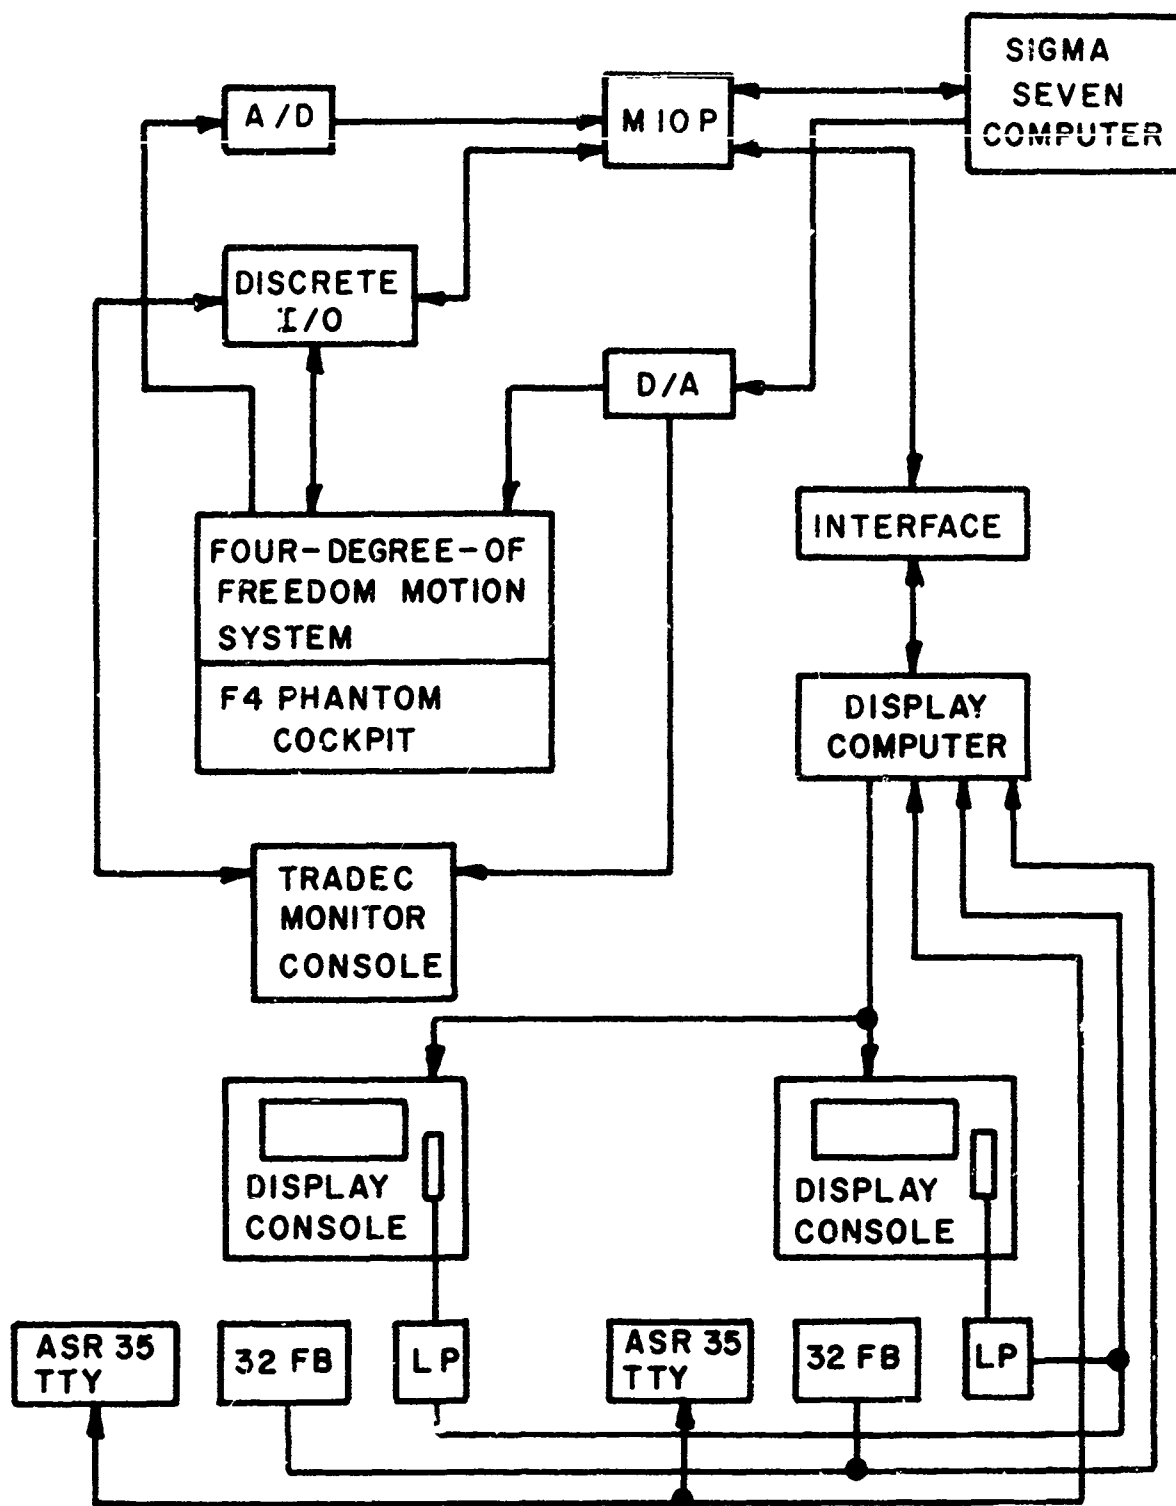 SIGMA
SEVEN
COMPUTER
A/D
MIOP
DISCRETE
I/O
D/A
FOUR-DEGREE-OF
FREEDOM MOTION
SYSTEM
INTERFACE
F4 PHANTOM
COCKPIT
DISPLAY
COMPUTER
TRADEC
MONITOR
CONSOLE
DISPLAY
CONSOLE
DISPLAY
CONSOLE
ASR 35
TTY
32 FB
LP
ASR 35
TTY
32 FB
LP